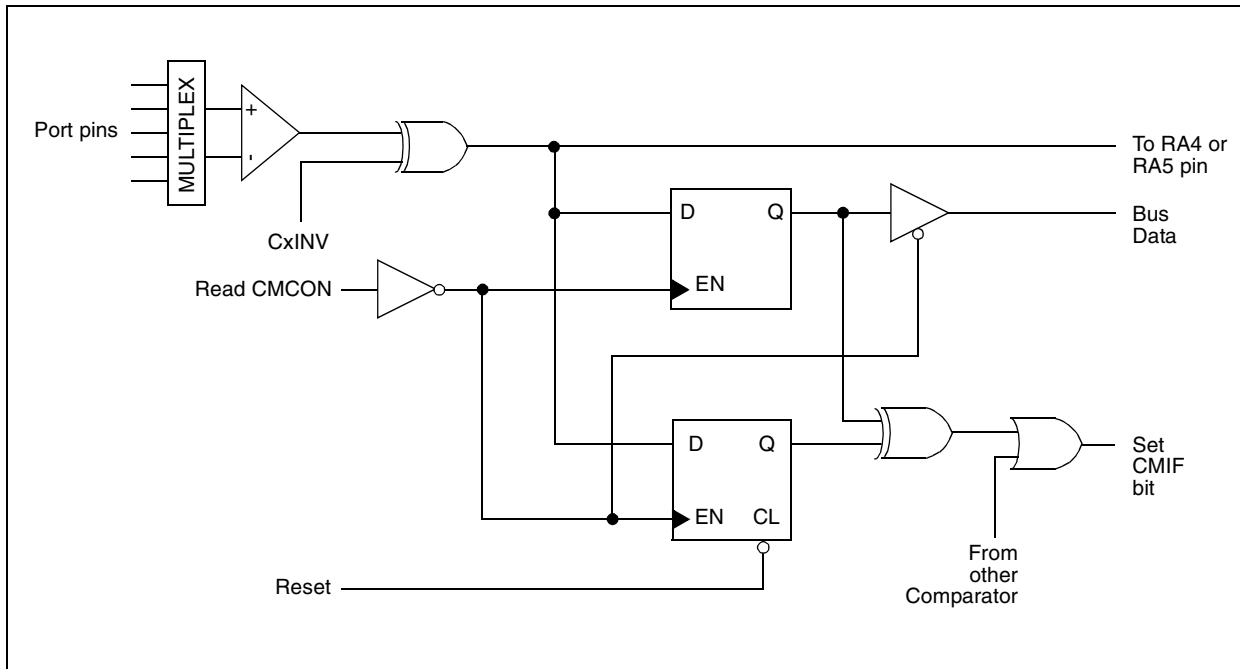 MULTIPLEX
Port pins
+
-
CxINV
To RA4 or
RA5 pin
D
Q
EN
Bus
Data
Read CMCON
D
Q
EN
CL
Set
CMIF
bit
From
other
Comparator
Reset